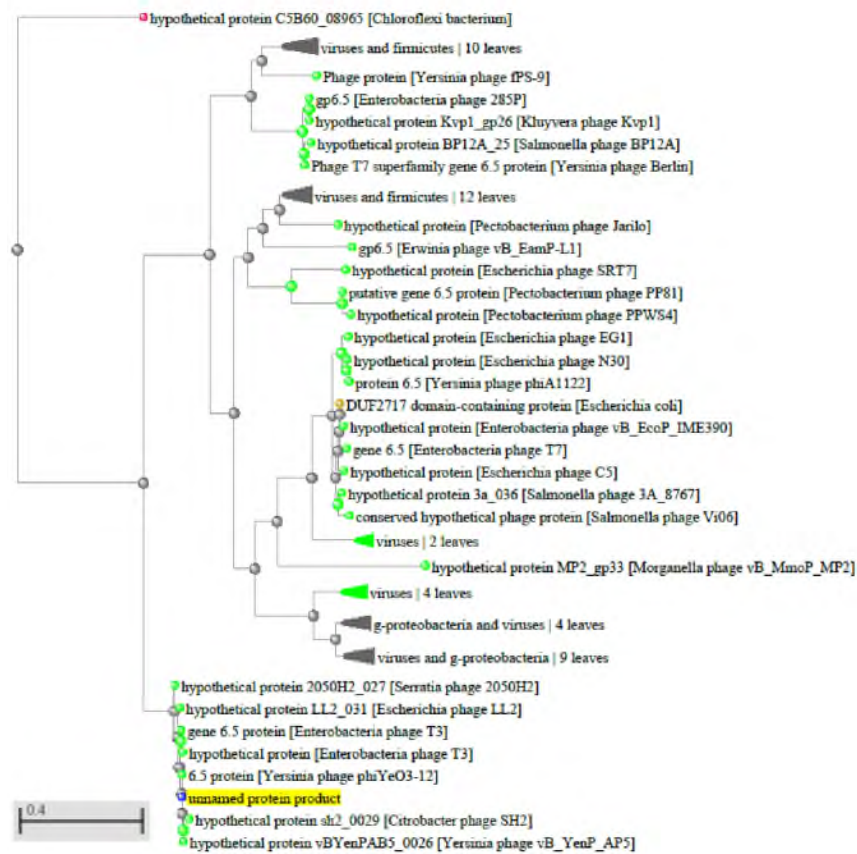 hypothetical protein C5B60_08965 [Chloroflexi bacterium]
viruses and firmicutes | 10 leaves
Phage protein [Yersinia phage fPS-9]
gp6.5 [Enterobacteria phage 285P]
hypothetical protein Kvp1_gp26 [Kluyvera phage Kvp1]
hypothetical protein BP12A_25 [Salmonella phage BP12A]
Phage T7 superfamily gene 6.5 protein [Yersinia phage Berlin]
viruses and firmicutes | 12 leaves
hypothetical protein [Pectobacterium phage Jarilo]
gp6.5 [Erwinia phage vB_EamP-L1]
hypothetical protein [Escherichia phage SRT7]
putative gene 6.5 protein [Pectobacterium phage PP81]
hypothetical protein [Pectobacterium phage PPWS4]
hypothetical protein [Escherichia phage EG1]
hypothetical protein [Escherichia phage N30]
protein 6.5 [Yersinia phage phiA1122]
DUF2717 domain-containing protein [Escherichia coli]
hypothetical protein [Enterobacteria phage vB_EcoP_IME390]
gene 6.5 [Enterobacteria phage T7]
hypothetical protein [Escherichia phage C5]
hypothetical protein 3a_036 [Salmonella phage 3A_8767]
conserved hypothetical phage protein [Salmonella phage Vi06]
viruses | 2 leaves
hypothetical protein MP2_gp33 [Morganella phage vB_MmoP_MP2]
viruses | 4 leaves
g-proteobacteria and viruses | 4 leaves
viruses and g-proteobacteria | 9 leaves
hypothetical protein 2050H2_027 [Serratia phage 2050H2]
hypothetical protein LL2_031 [Escherichia phage LL2]
gene 6.5 protein [Enterobacteria phage T3]
hypothetical protein [Enterobacteria phage T3]
6.5 protein [Yersinia phage phiYeO3-12]
unnamed protein product
0.4
hypothetical protein sh2_0029 [Citrobacter phage SH2]
hypothetical protein vBYenPAB5_0026 [Yersinia phage vB_YenP_AP5]